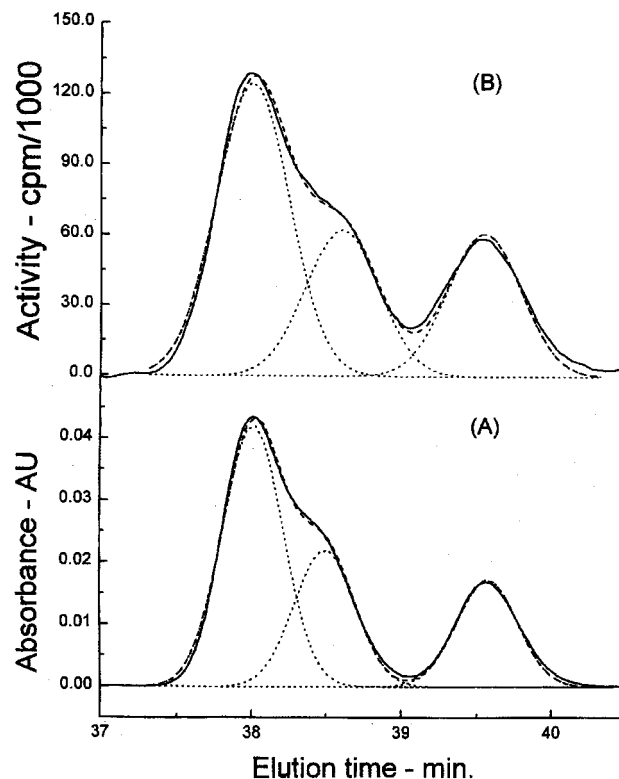 150.0
120.0
90.0
60.0
30.0
0.0
Activity - cpm/1000
(B)
0.04
0.03
0.02
0.01
0.00
Absorbance - AU
(A)
37 38 39 40
Elution time - min.